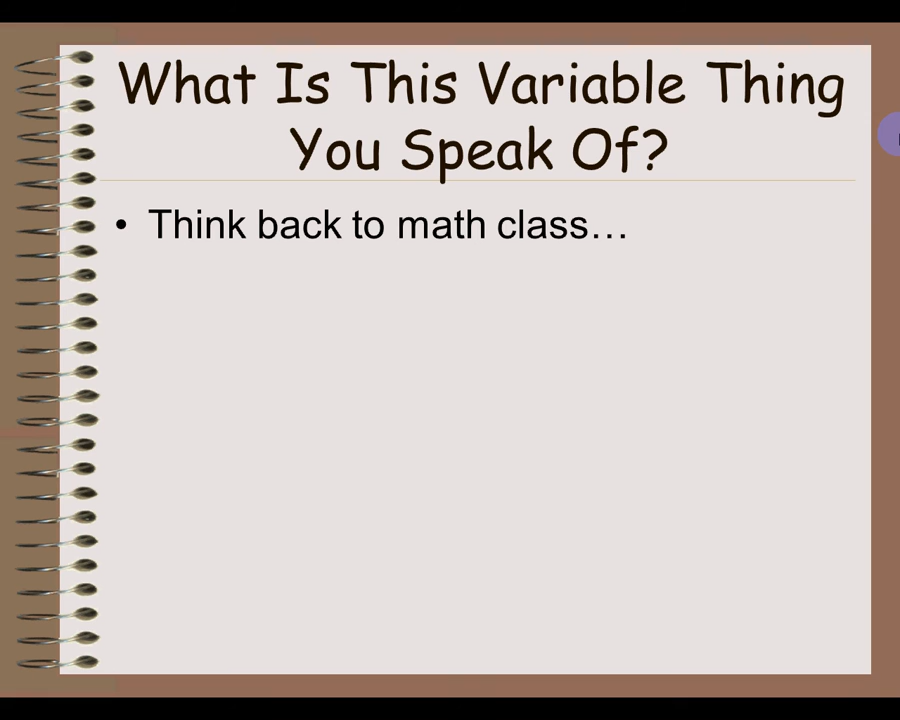 What Is This Variable Thing
You Speak Of?
• Think back to math class…